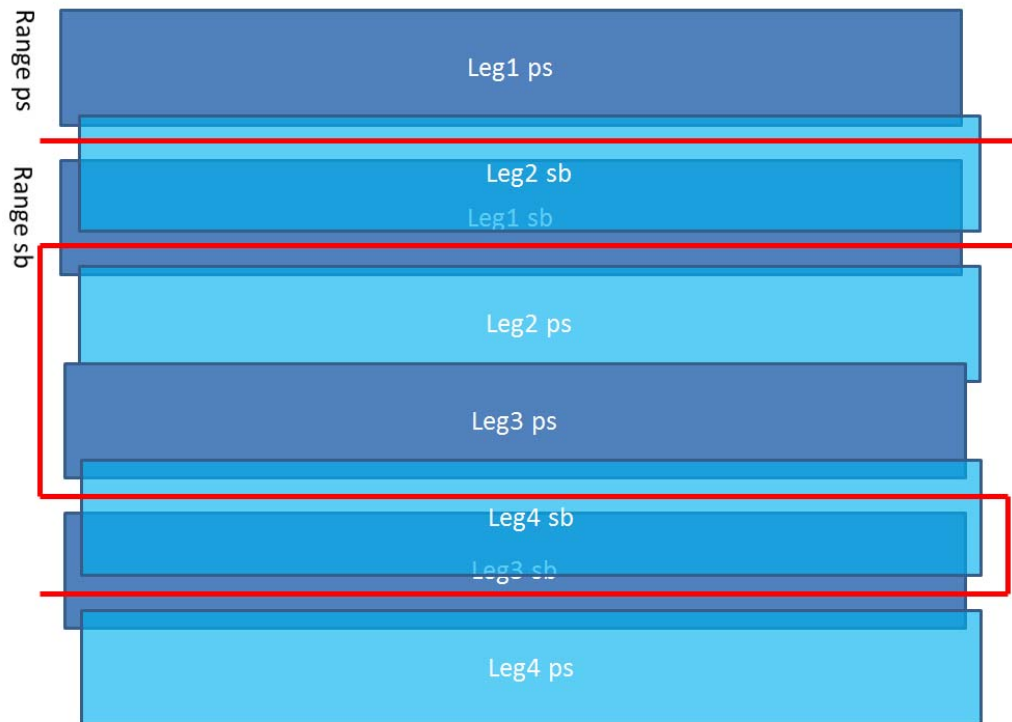 Range ps
Range sb
Leg1 ps
Leg2 sb
Leg1 sb
Leg2 ps
Leg3 ps
Leg4 sb
Leg3 sb
Leg4 ps